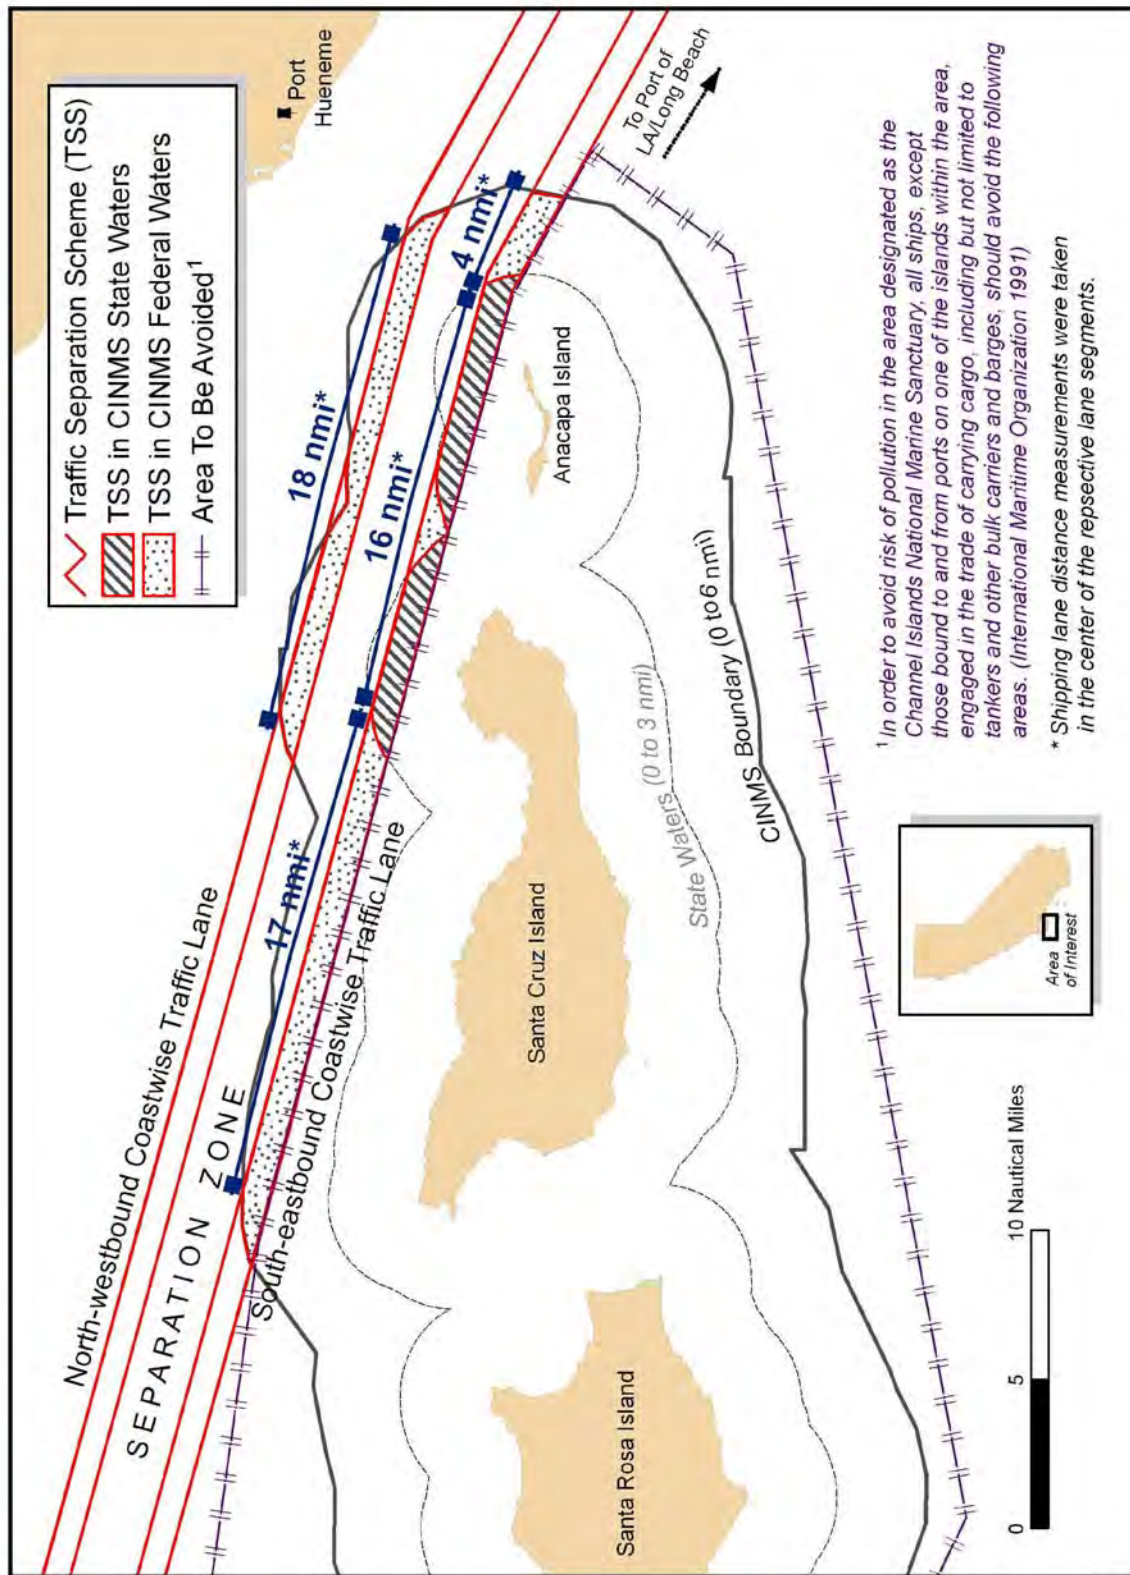 Traffic Separation Scheme (TSS)
TSS in CINMS State Waters
TSS in CINMS Federal Waters
Area To Be Avoided¹
Port
Hueneme
North-westbound Coastwise Traffic Lane
SEPARATION ZONE
South-eastbound Coastwise Traffic Lane
18 nmi*
17 nmi*
16 nmi*
4 nmi*
To Port of
LA/Long Beach
Anacapa Island
Santa Cruz Island
Santa Rosa Island
State Waters (0 to 3 nmi)
CINMS Boundary (0 to 6 nmi)
¹ In order to avoid risk of pollution in the area designated as the
Channel Islands National Marine Sanctuary, all ships, except
those bound to and from ports on one of the islands within the area,
engaged in the trade of carrying cargo, including but not limited to
tankers and other bulk carriers and barges, should avoid the following
areas. (International Maritime Organization 1991)
* Shipping lane distance measurements were taken
in the center of the repsective lane segments.
Area
of Interest
0 5 10 Nautical Miles